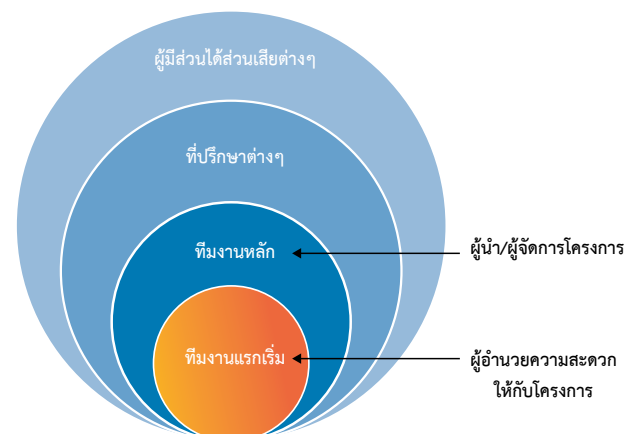 ผู้มีส่วนได้ส่วนเสียต่างๆ
ที่ปรึกษาต่างๆ
ทีมงานหลัก
ผู้นำ/ผู้จัดการโครงการ
ทีมงานแรกเริ่ม
ผู้อำนวยความสะดวก
ให้กับโครงการ